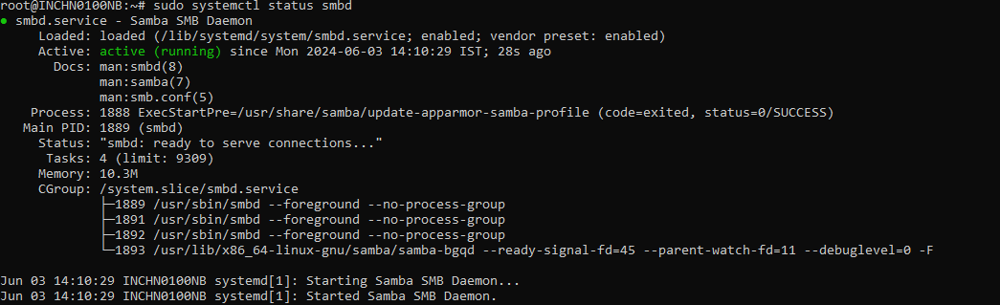 root@INCHN0100NB:~# sudo systemctl status smbd
● smbd.service - Samba SMB Daemon
     Loaded: loaded (/lib/systemd/system/smbd.service; enabled; vendor preset: enabled)
     Active: active (running) since Mon 2024-06-03 14:10:29 IST; 28s ago
       Docs: man:smbd(8)
             man:samba(7)
             man:smb.conf(5)
    Process: 1888 ExecStartPre=/usr/share/samba/update-apparmor-samba-profile (code=exited, status=0/SUCCESS)
   Main PID: 1889 (smbd)
     Status: "smbd: ready to serve connections..."
      Tasks: 4 (limit: 9309)
     Memory: 10.3M
     CGroup: /system.slice/smbd.service
             ├─1889 /usr/sbin/smbd --foreground --no-process-group
             ├─1891 /usr/sbin/smbd --foreground --no-process-group
             ├─1892 /usr/sbin/smbd --foreground --no-process-group
             └─1893 /usr/lib/x86_64-linux-gnu/samba/samba-bgqd --ready-signal-fd=45 --parent-watch-fd=11 --debuglevel=0 -F
Jun 03 14:10:29 INCHN0100NB systemd[1]: Starting Samba SMB Daemon...
Jun 03 14:10:29 INCHN0100NB systemd[1]: Started Samba SMB Daemon.